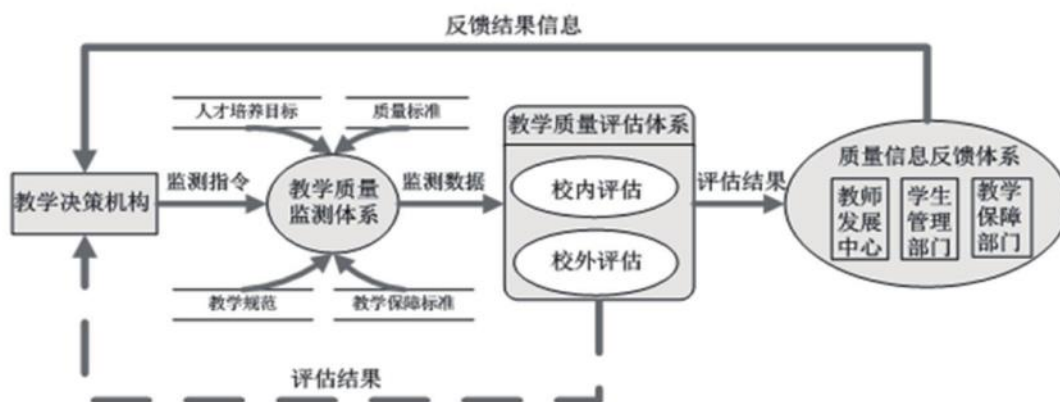 反馈结果信息
人才培养目标
质量标准
教学决策机构
监测指令
教学质量
监测体系
监测数据
教学质量评估体系
校内评估
校外评估
评估结果
质量信息反馈体系
教师
发展
中心
学生
管理
部门
教学
保障
部门
教学规范
教学保障标准
评估结果